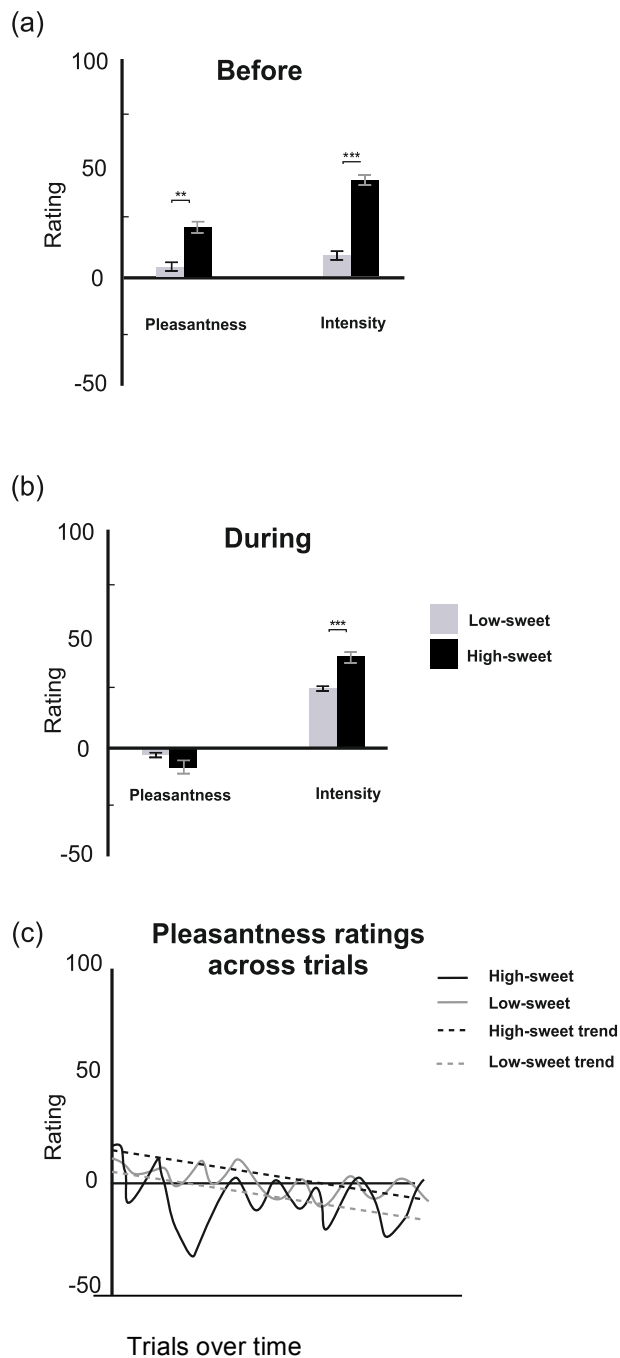 (a)
Before
100
50
0
-50
Rating
**
***
Pleasantness
Intensity
(b)
During
100
50
0
-50
Rating
***
Pleasantness
Intensity
Low-sweet
High-sweet
(c)
Pleasantness ratings
across trials
100
50
0
-50
Rating
High-sweet
Low-sweet
High-sweet trend
Low-sweet trend
Trials over time